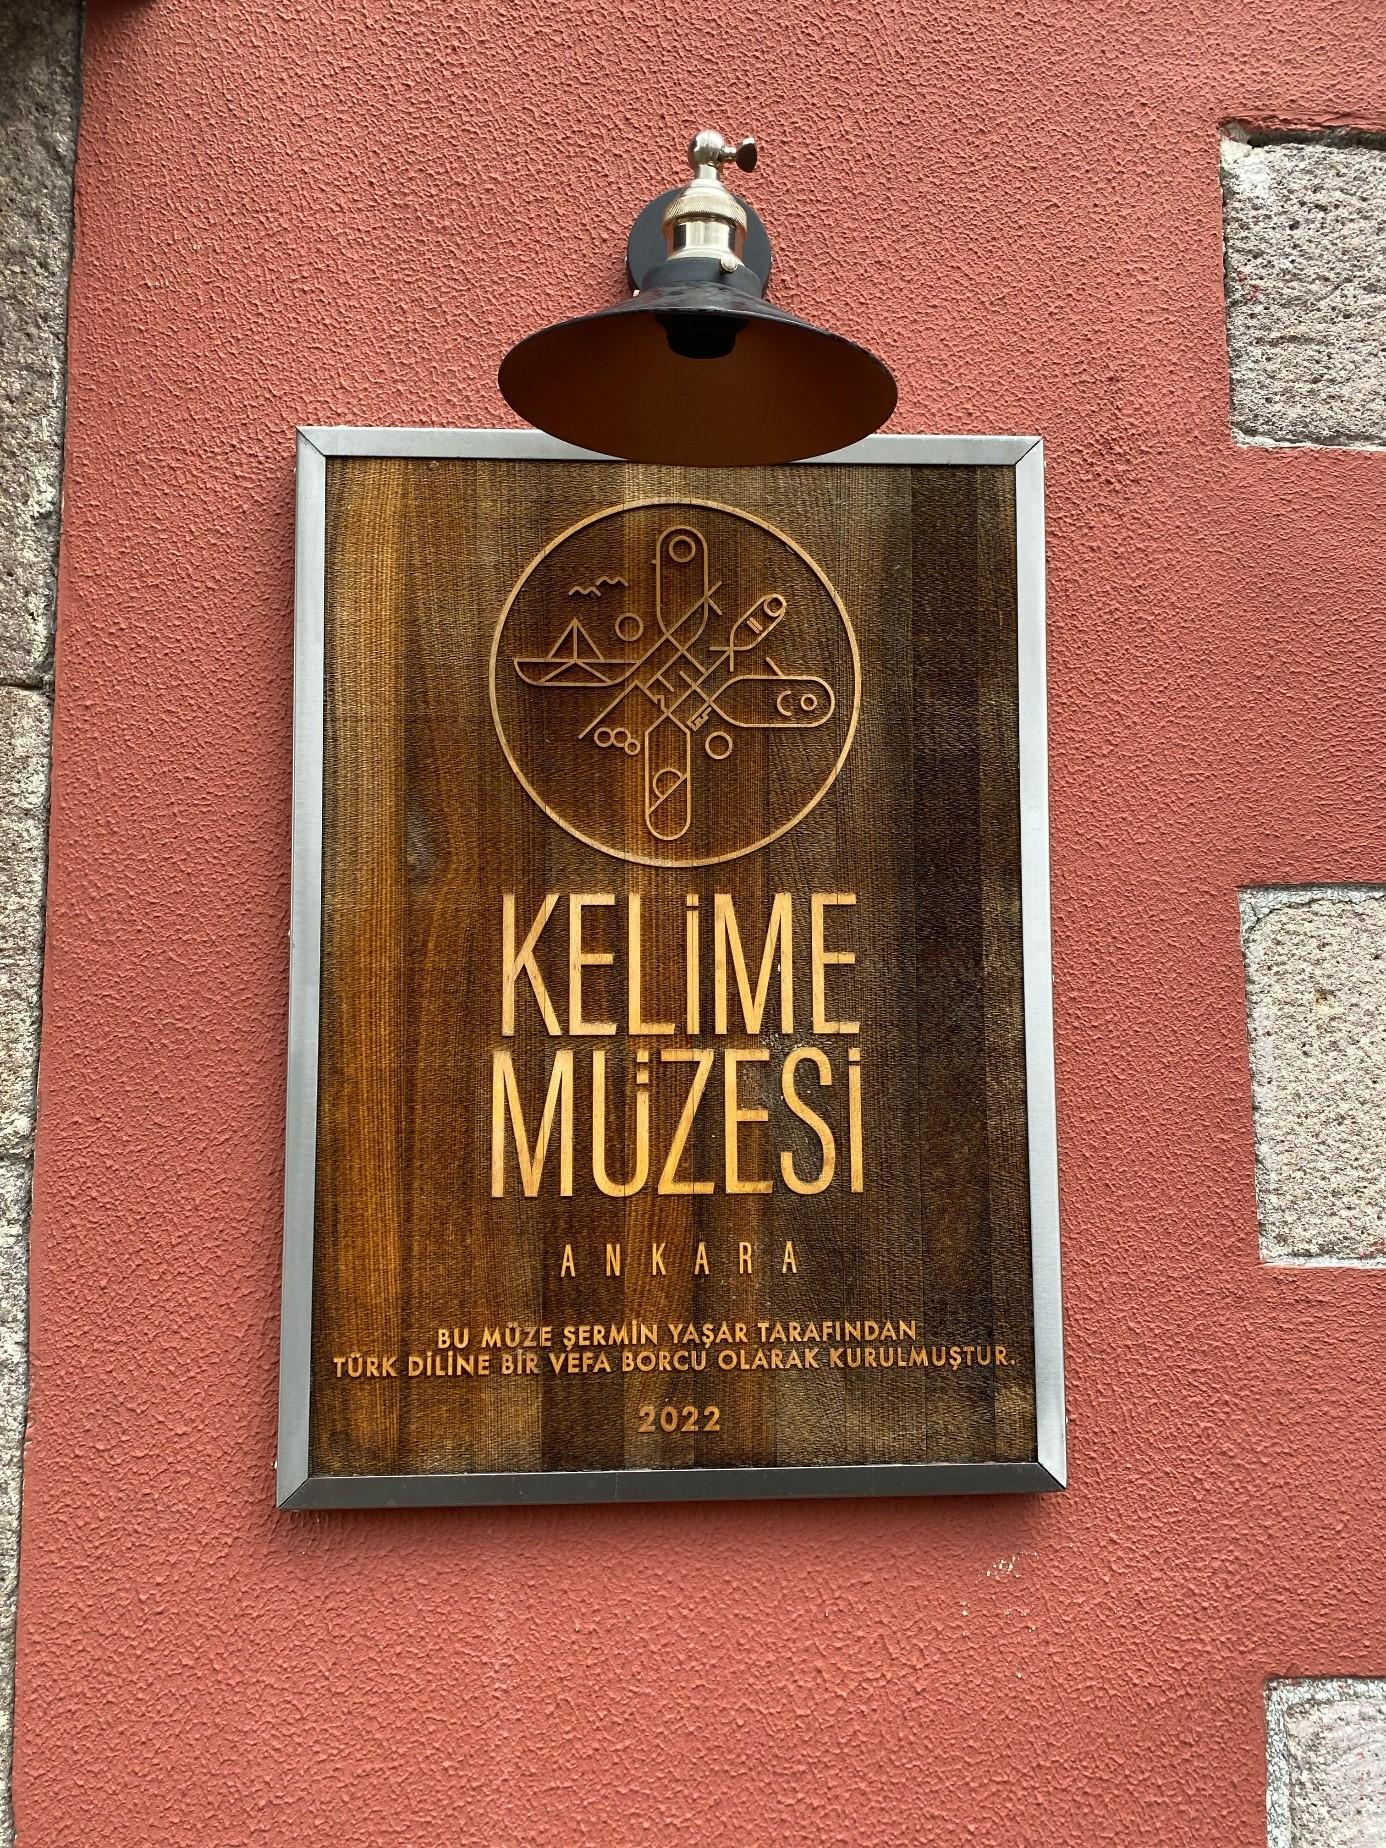 KELİME
MÜZESİ
ANKARA
BU MÜZE ŞERMİN YAŞAR TARAFINDAN
TÜRK DİLİNE BİR VEFA BORCU OLARAK KURULMUŞTUR.
2022